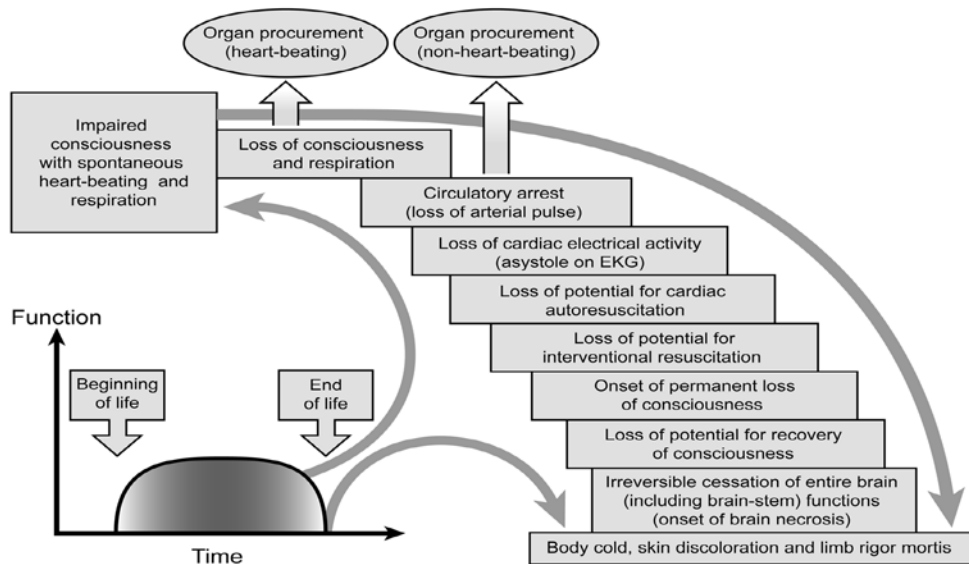 Organ procurement
(heart-beating)
Organ procurement
(non-heart-beating)
Impaired
consciousness
with spontaneous
heart-beating and
respiration
Loss of consciousness
and respiration
Circulatory arrest
(loss of arterial pulse)
Loss of cardiac electrical activity
(asystole on EKG)
Loss of potential for cardiac
autoresuscitation
Loss of potential for
interventional resuscitation
Onset of permanent loss
of consciousness
Loss of potential for recovery
of consciousness
Irreversible cessation of entire brain
(including brain-stem) functions
(onset of brain necrosis)
Body cold, skin discoloration and limb rigor mortis
Function
Beginning
of life
End
of life
Time